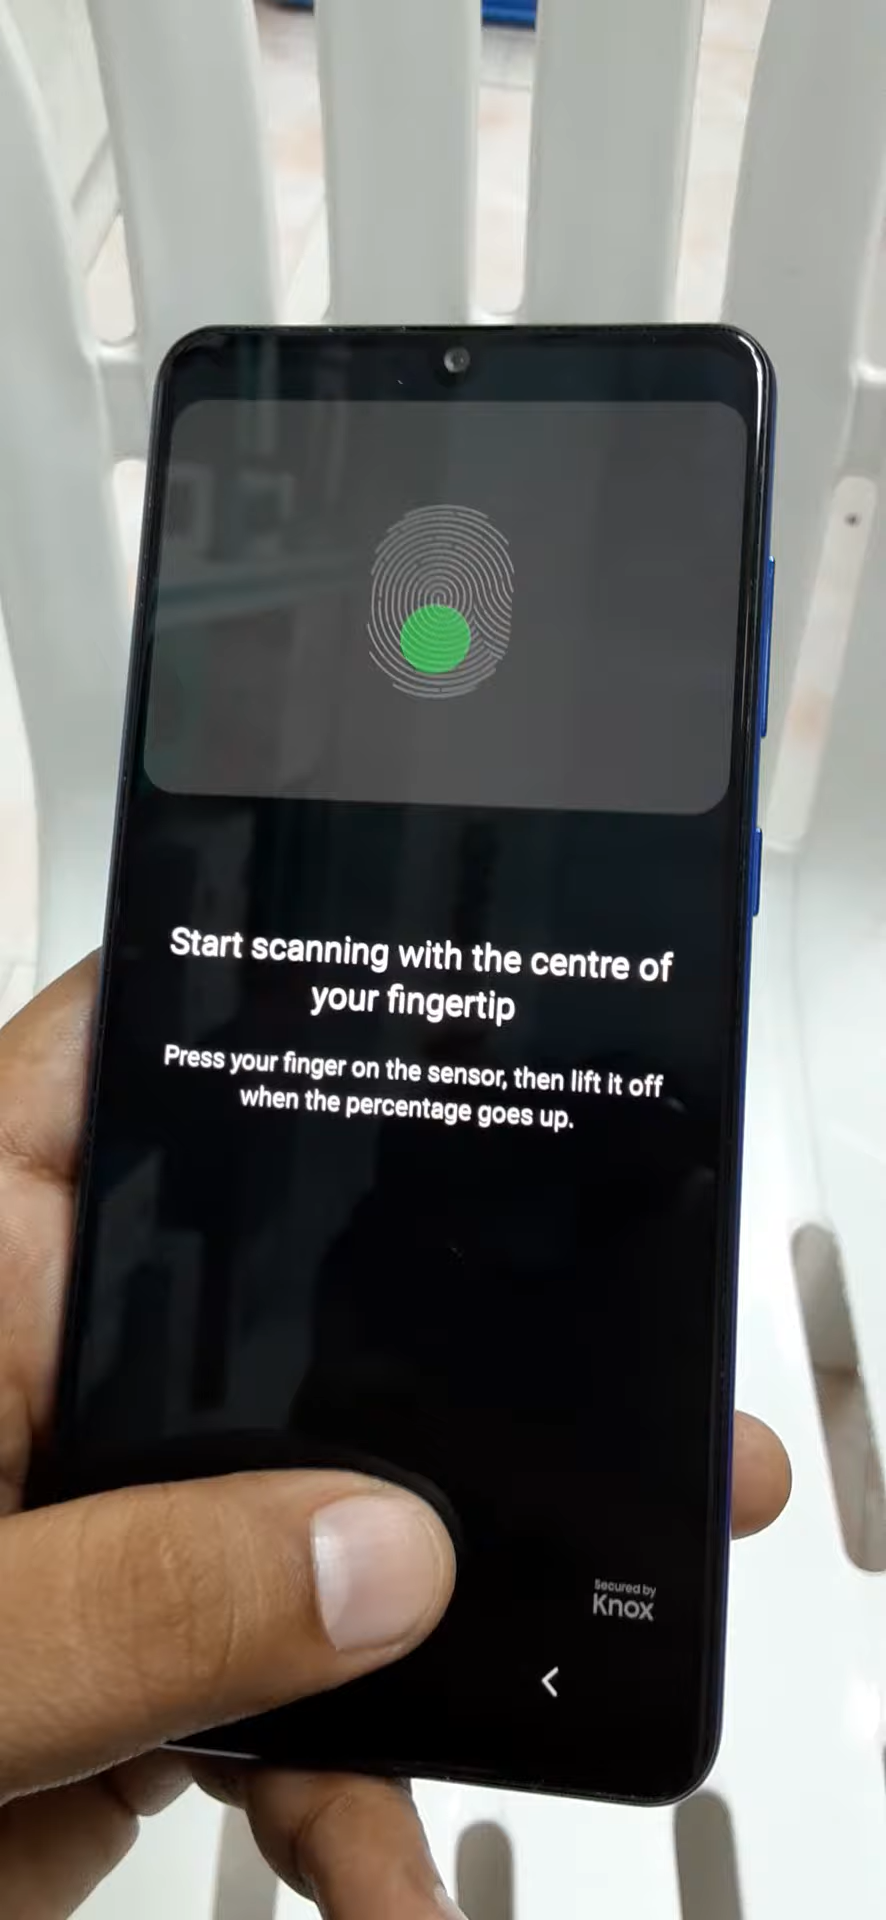 Start scanning with the centre of
your fingertip
Press your finger on the sensor, then lift it off
when the percentage goes up.
Secured by
Knox